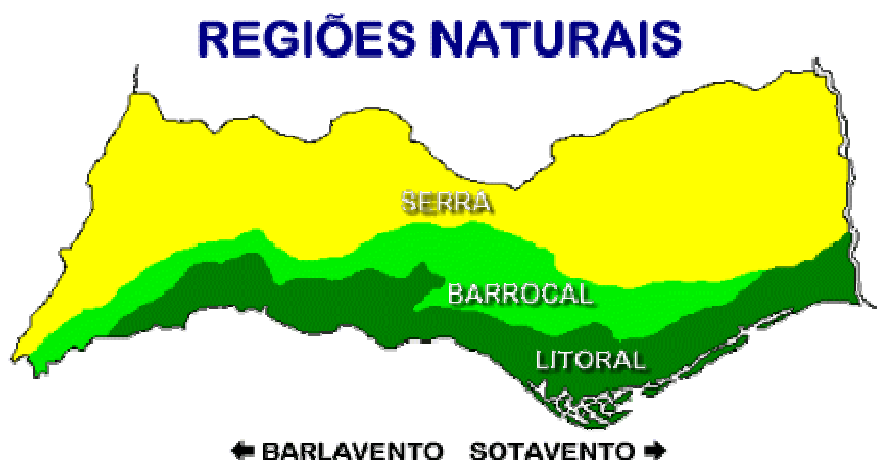 REGIÕES NATURAIS
SERRA
BARROCAL
LITORAL
← BARLAVENTO SOTAVENTO →